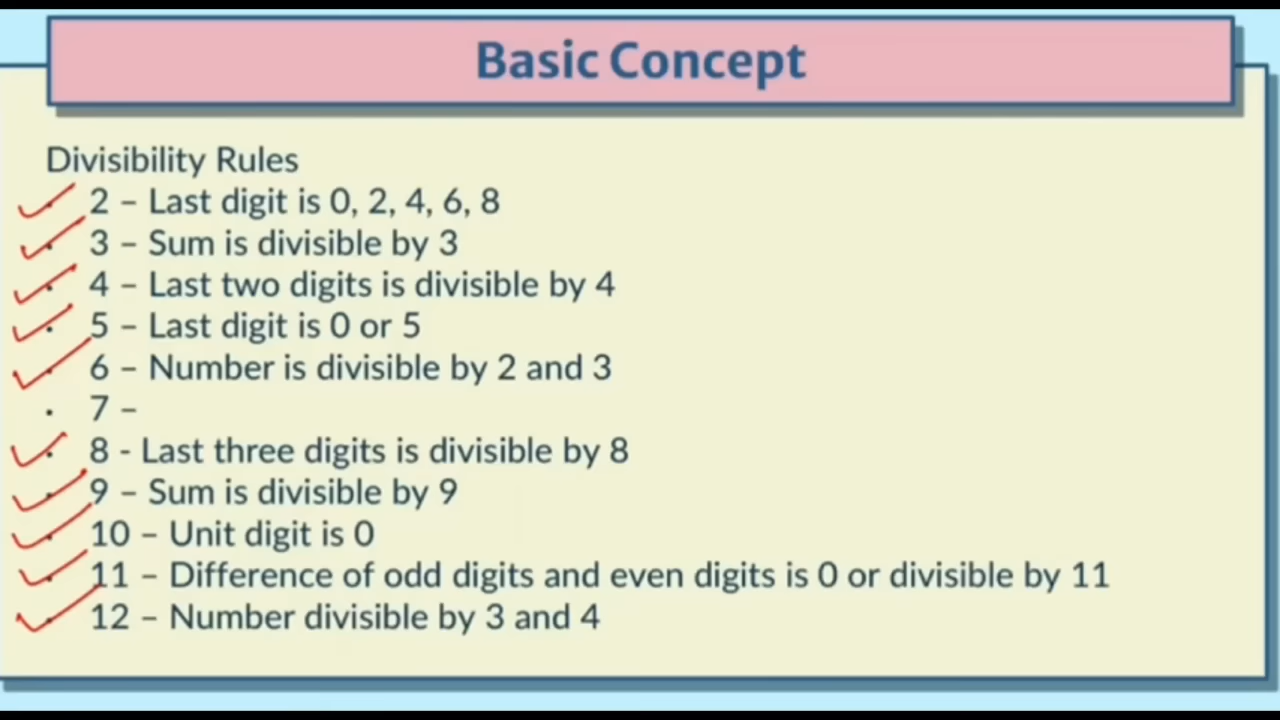 Basic Concept
Divisibility Rules
· 2 – Last digit is 0, 2, 4, 6, 8
· 3 – Sum is divisible by 3
· 4 – Last two digits is divisible by 4
· 5 – Last digit is 0 or 5
· 6 – Number is divisible by 2 and 3
· 7 –
· 8 - Last three digits is divisible by 8
· 9 – Sum is divisible by 9
· 10 – Unit digit is 0
· 11 – Difference of odd digits and even digits is 0 or divisible by 11
· 12 – Number divisible by 3 and 4